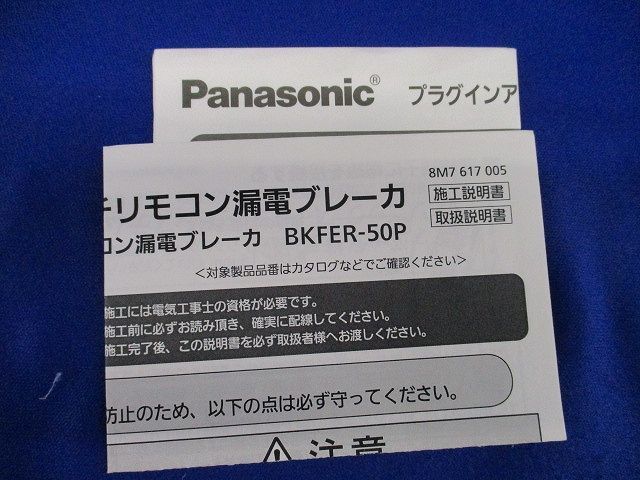 Panasonic® プラグインア
8M7 617 005
リモコン漏電ブレーカ
施工説明書
コン漏電ブレーカ BKFER-50P
取扱説明書
<対象製品品番はカタログなどでご確認ください>
施工には電気工事士の資格が必要です。
施工前に必ずお読み頂き、確実に配線してください。
施工完了後、この説明書を必ず取扱者様へお渡しください。
防止のため、以下の点は必ず守ってください。
注意